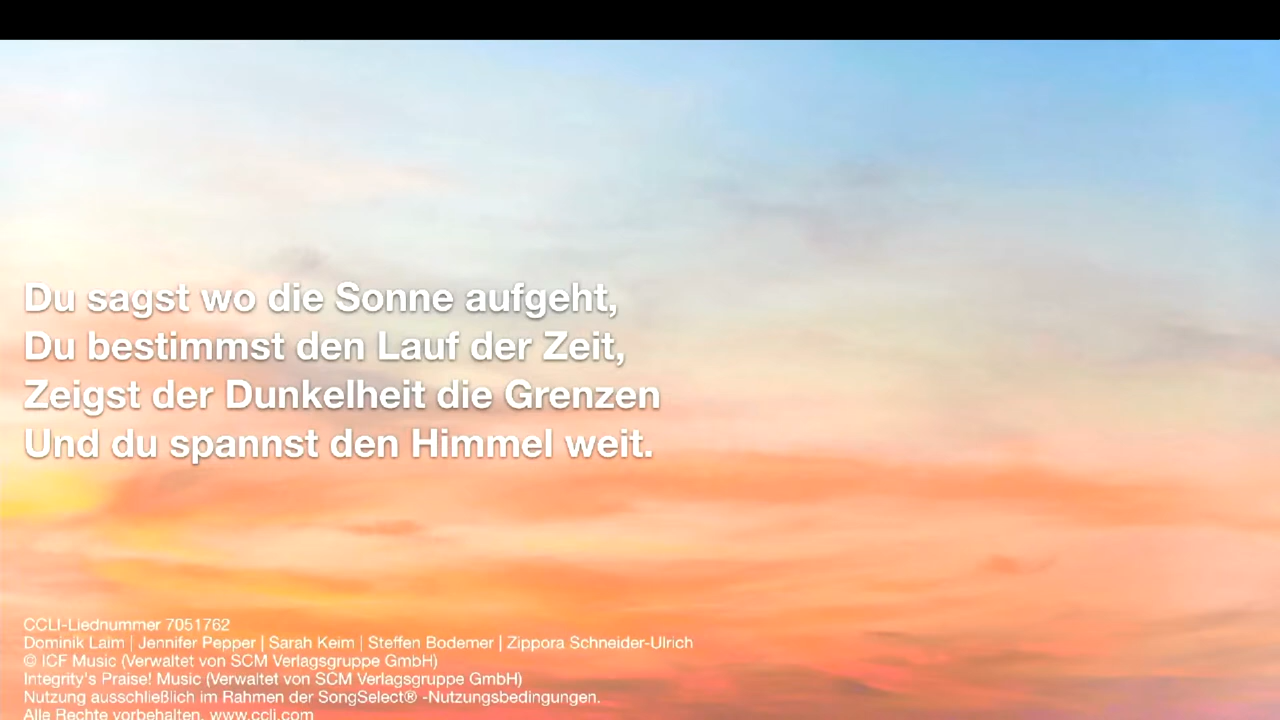 Du sagst wo die Sonne aufgeht,
Du bestimmst den Lauf der Zeit,
Zeigst der Dunkelheit die Grenzen
Und du spannst den Himmel weit.
CCLI-Liednummer 7051762
Dominik Laim | Jennifer Pepper | Sarah Keim | Steffen Bodemer | Zippora Schneider-Ulrich
© ICF Music (Verwaltet von SCM Verlagsgruppe GmbH)
Integrity's Praise! Music (Verwaltet von SCM Verlagsgruppe GmbH)
Nutzung ausschließlich im Rahmen der SongSelect® -Nutzungsbedingungen.
Alle Rechte vorbehalten. www.ccli.com